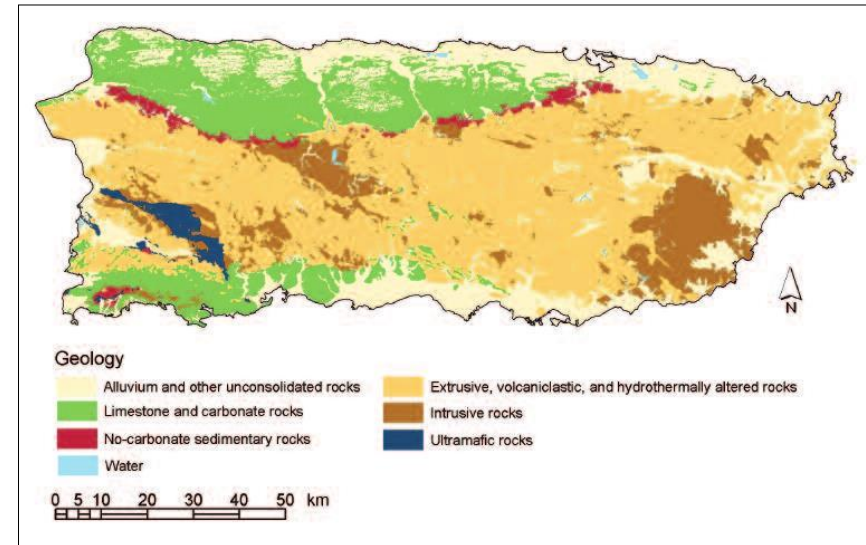 N
Geology
Alluvium and other unconsolidated rocks
Extrusive, volcaniclastic, and hydrothermally altered rocks
Limestone and carbonate rocks
Intrusive rocks
No-carbonate sedimentary rocks
Ultramafic rocks
Water
0 5 10 20 30 40 50 km